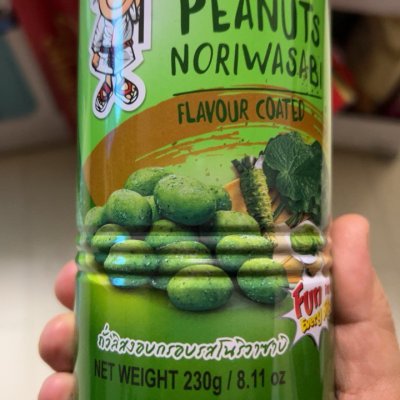 PEANUTS
NORIWASABI
FLAVOUR COATED
Fun
Every
ถั่วลิสงอบกรอบรสโนริวาซาบิ
NET WEIGHT 230g / 8.11 oz